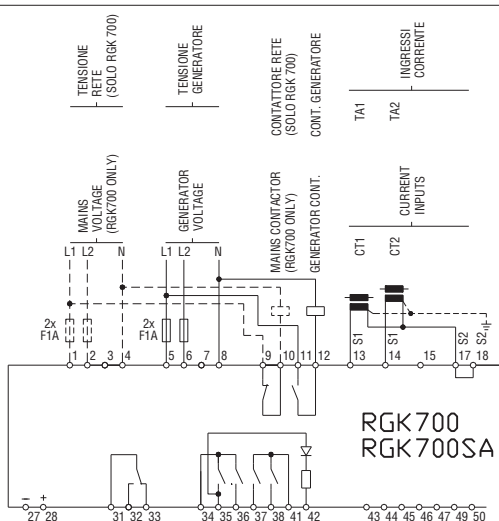 TENSIONE
RETE
(SOLO RGK 700)
TENSIONE
GENERATORE
CONTATTORE RETE
(SOLO RGK 700)
CONT. GENERATORE
TA1
TA2
INGRESSI
CORRENTE
MAINS
VOLTAGE
(RGK700 ONLY)
GENERATOR
VOLTAGE
MAINS CONTACTOR
(RGK700 ONLY)
GENERATOR CONT.
CT1
CT2
CURRENT
INPUTS
L1 L2 N L1 L2 N
2x
F1A
2x
F1A
S1 S1 S2 S2
1 2 3 4 5 6 7 8 9 10 11 12 13 14 15 17 18
RGK700
RGK700SA
– +
27 28 31 32 33 34 35 36 37 38 41 42 43 44 45 46 47 49 50